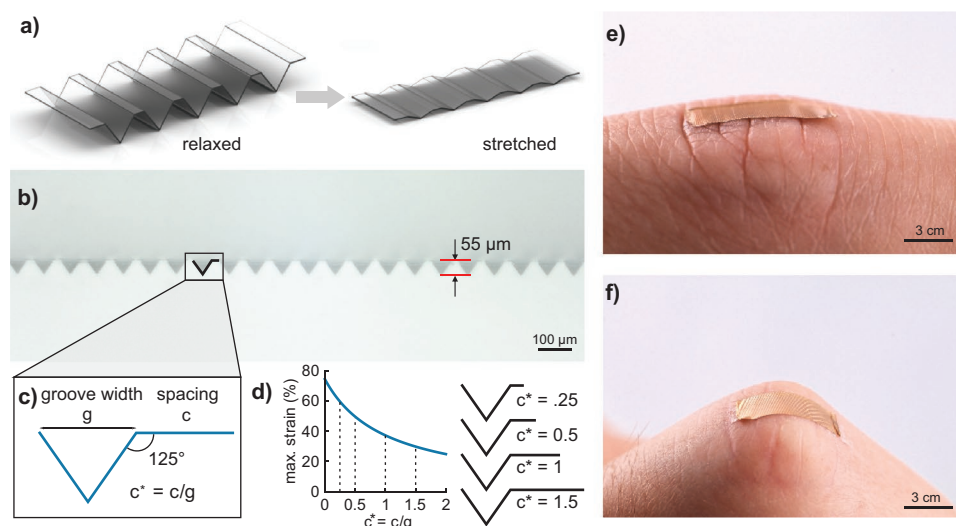 a)
relaxed
stretched
b)
55 µm
100 µm
c)
groove width
g
spacing
c
125°
c* = c/g
d)
max. strain (%)
80
60
40
20
0
0
0.5
1
1.5
2
c* = c/g
c* = .25
c* = 0.5
c* = 1
c* = 1.5
e)
3 cm
f)
3 cm